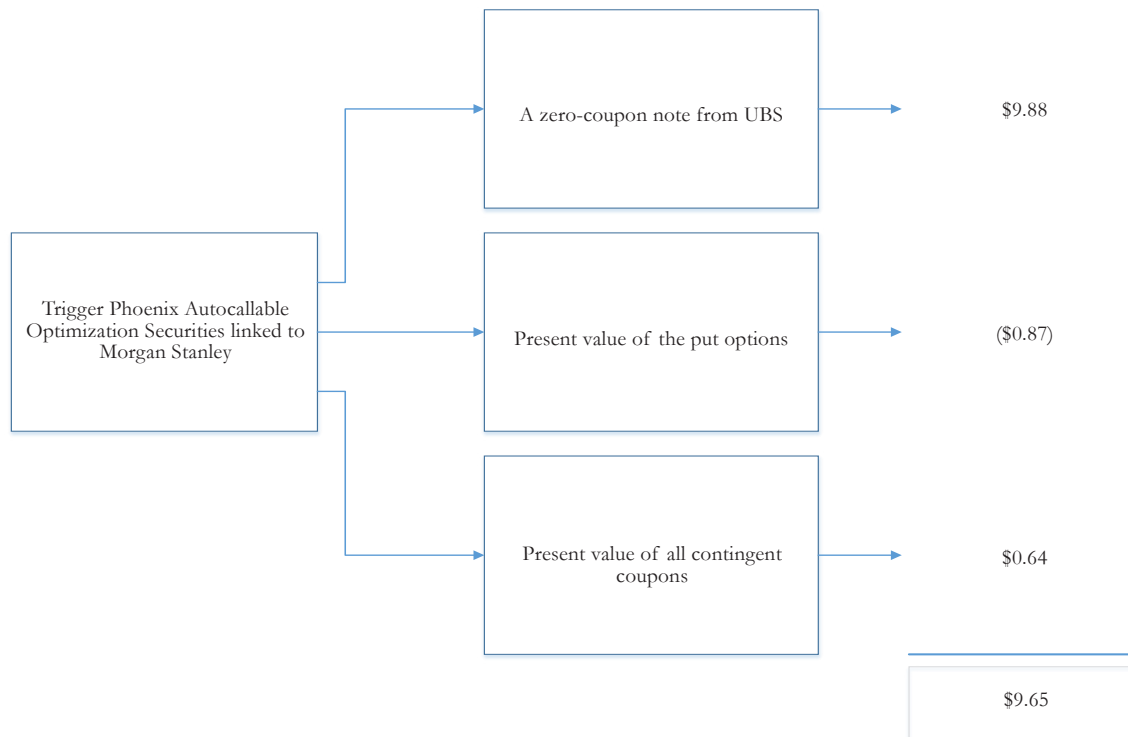 A zero-coupon note from UBS
$9.88
Trigger Phoenix Autocallable
Optimization Securities linked to
Morgan Stanley
Present value of the put options
($0.87)
Present value of all contingent
coupons
$0.64
$9.65